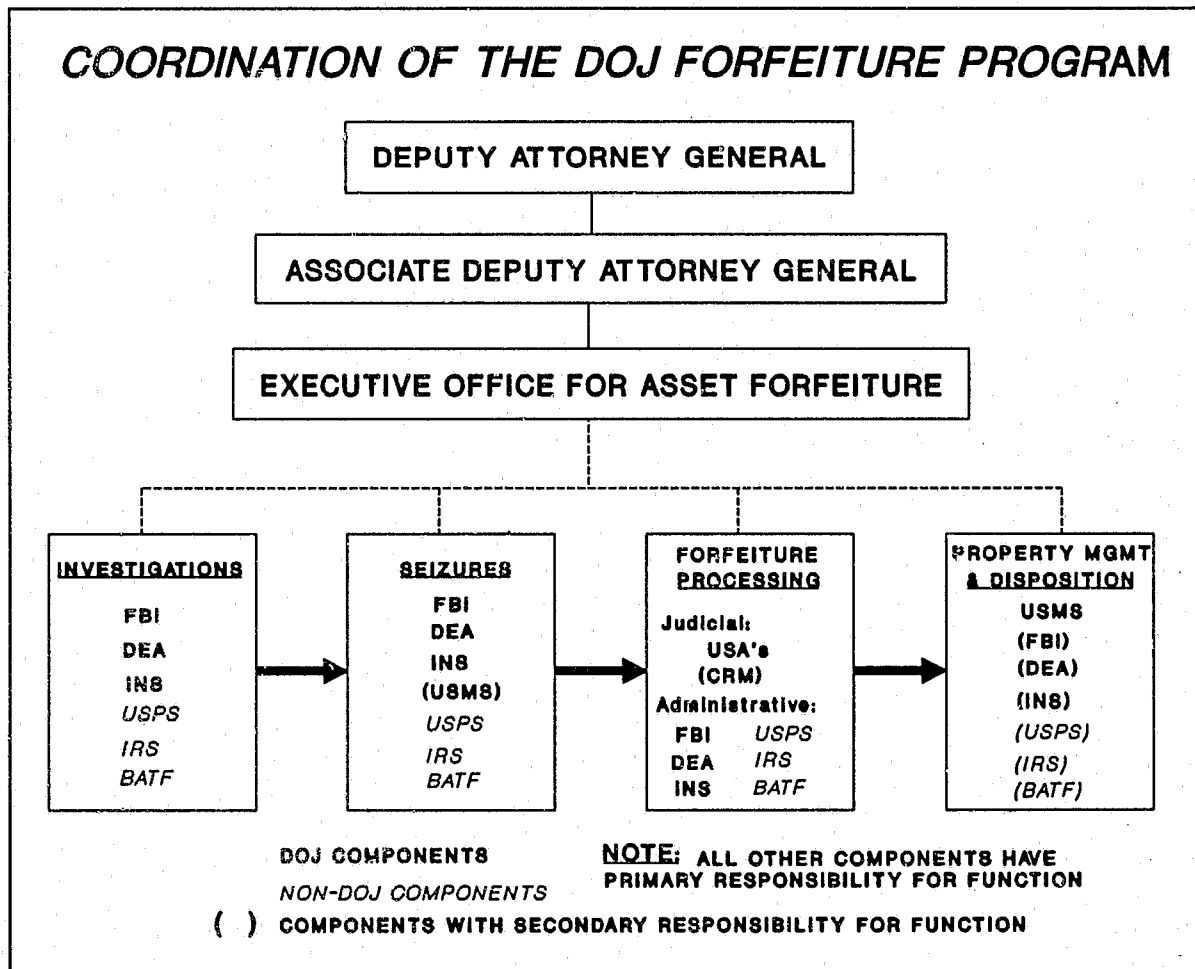 COORDINATION OF THE DOJ FORFEITURE PROGRAM
DEPUTY ATTORNEY GENERAL
ASSOCIATE DEPUTY ATTORNEY GENERAL
EXECUTIVE OFFICE FOR ASSET FORFEITURE
INVESTIGATIONS
FBI
DEA
INS
USPS
IRS
BATF
SEIZURES
FBI
DEA
INS
(USMS)
USPS
IRS
BATF
FORFEITURE
PROCESSING
Judicial:
USA's
(CRM)
Administrative:
FBI USPS
DEA IRS
INS BATF
PROPERTY MGMT
& DISPOSITION
USMS
(FBI)
(DEA)
(INS)
(USPS)
(IRS)
(BATF)
DOJ COMPONENTS
NON-DOJ COMPONENTS
NOTE: ALL OTHER COMPONENTS HAVE
PRIMARY RESPONSIBILITY FOR FUNCTION
( ) COMPONENTS WITH SECONDARY RESPONSIBILITY FOR FUNCTION